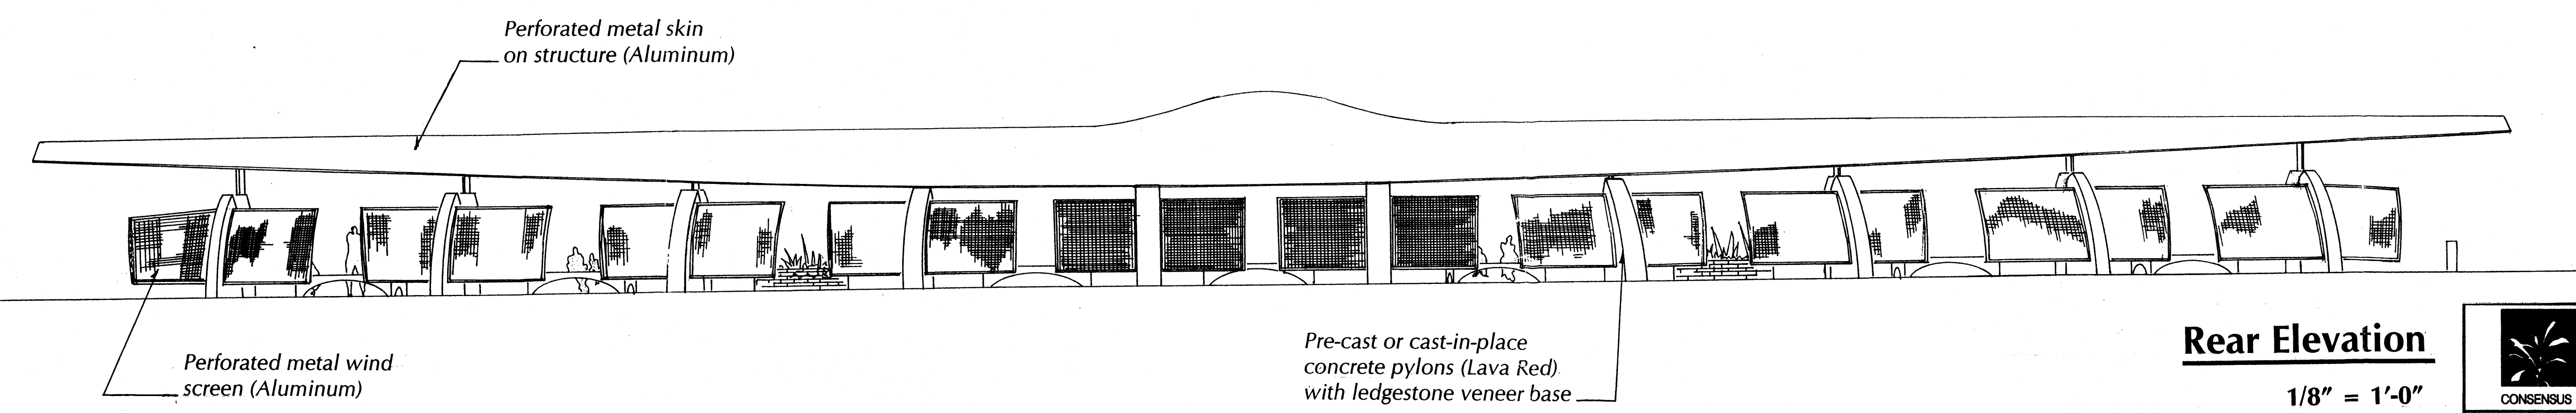 Perforated metal skin
on structure (Aluminum)
Perforated metal wind
screen (Aluminum)
Pre-cast or cast-in-place
concrete pylons (Lava Red)
with ledgestone veneer base
Rear Elevation
1/8" = 1'-0"
CONSENSUS